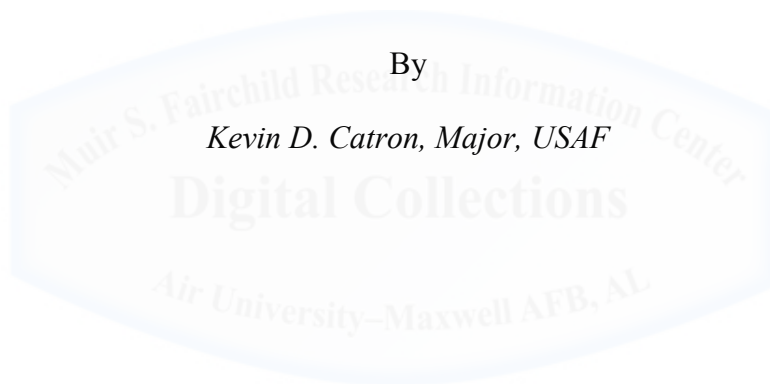 By
Muir S. Fairchild Research Information Center
Kevin D. Catron, Major, USAF
Digital Collections
Air University–Maxwell AFB, AL